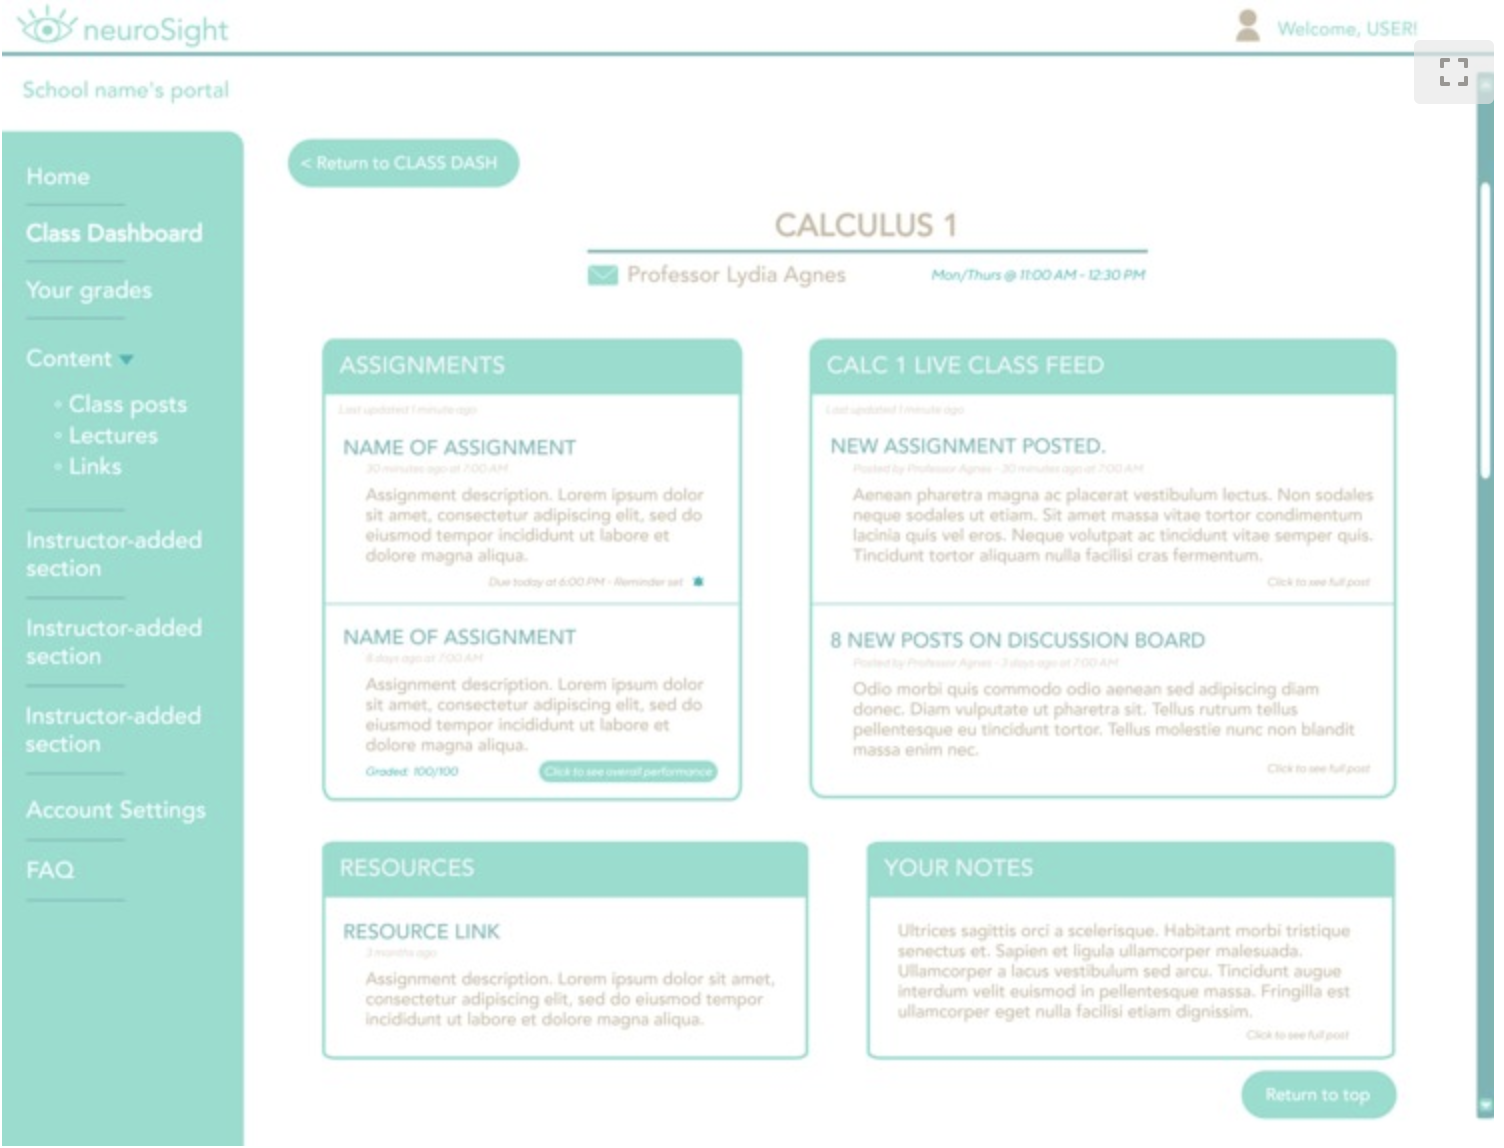 neuroSight
Welcome, USER!
School name's portal
Home
Class Dashboard
Your grades
Content
Class posts
Lectures
Links
Instructor-added
section
Instructor-added
section
Instructor-added
section
Account Settings
FAQ
< Return to CLASS DASH
CALCULUS 1
Professor Lydia Agnes
Mon/Thurs @ 11:00 AM - 12:30 PM
ASSIGNMENTS
Last updated 1 minute ago
NAME OF ASSIGNMENT
30 minutes ago at 7:00 AM
Assignment description. Lorem ipsum dolor
sit amet, consectetur adipiscing elit, sed do
eiusmod tempor incididunt ut labore et
dolore magna aliqua.
Due today at 6:00 PM - Reminder set
NAME OF ASSIGNMENT
8 days ago at 7:00 AM
Assignment description. Lorem ipsum dolor
sit amet, consectetur adipiscing elit, sed do
eiusmod tempor incididunt ut labore et
dolore magna aliqua.
Graded: 100/100
Click to see overall performance
CALC 1 LIVE CLASS FEED
Last updated 1 minute ago
NEW ASSIGNMENT POSTED.
Posted by Professor Agnes - 30 minutes ago at 7:00 AM
Aenean pharetra magna ac placerat vestibulum lectus. Non sodales
neque sodales ut etiam. Sit amet massa vitae tortor condimentum
lacinia quis vel eros. Neque volutpat ac tincidunt vitae semper quis.
Tincidunt tortor aliquam nulla facilisi cras fermentum.
Click to see full post
8 NEW POSTS ON DISCUSSION BOARD
Posted by Professor Agnes - 3 days ago at 7:00 AM
Odio morbi quis commodo odio aenean sed adipiscing diam
donec. Diam vulputate ut pharetra sit. Tellus rutrum tellus
pellentesque eu tincidunt tortor. Tellus molestie nunc non blandit
massa enim nec.
Click to see full post
RESOURCES
RESOURCE LINK
3 months ago
Assignment description. Lorem ipsum dolor sit amet,
consectetur adipiscing elit, sed do eiusmod tempor
incididunt ut labore et dolore magna aliqua.
YOUR NOTES
Ultrices sagittis orci a scelerisque. Habitant morbi tristique
senectus et. Sapien et ligula ullamcorper malesuada.
Ullamcorper a lacus vestibulum sed arcu. Tincidunt augue
interdum velit euismod in pellentesque massa. Fringilla est
ullamcorper eget nulla facilisi etiam dignissim.
Click to see full post
Return to top